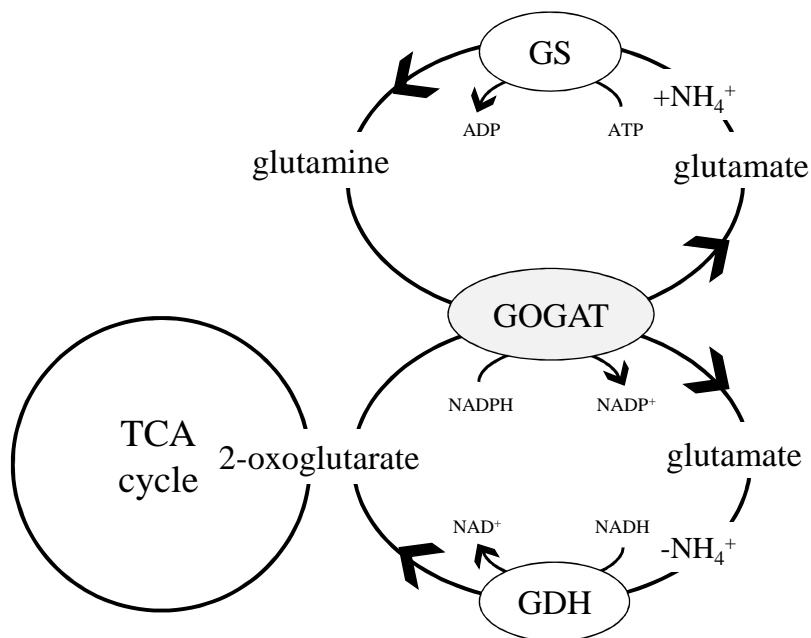 GS
+NH₄⁺
ADP
ATP
glutamine
glutamate
GOGAT
NADPH
NADP⁺
TCA
cycle
2-oxoglutarate
glutamate
NAD⁺
NADH
-NH₄⁺
GDH